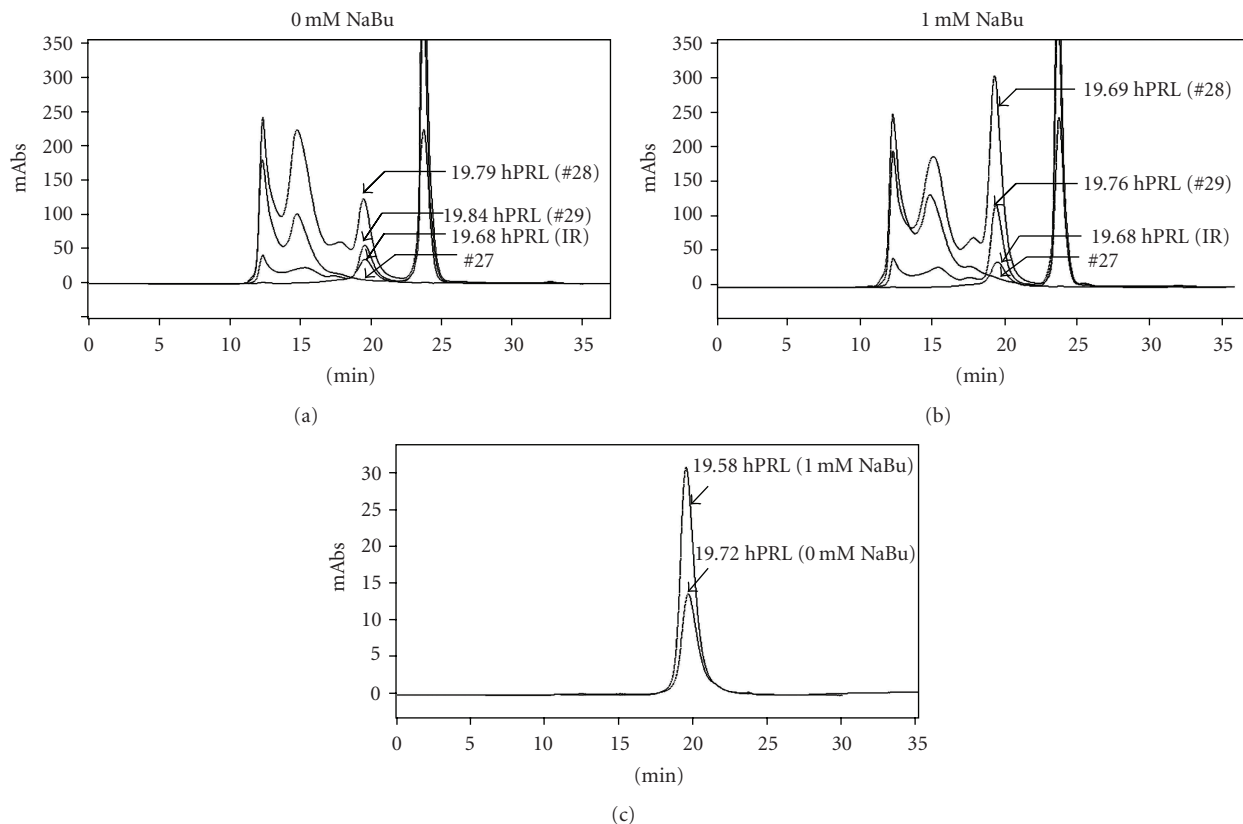 0 mM NaBu
350
300
250
200
150
100
50
0
mAbs
19.79 hPRL (#28)
19.84 hPRL (#29)
19.68 hPRL (IR)
#27
0 5 10 15 20 25 30 35
(min)
(a)
1 mM NaBu
350
300
250
200
150
100
50
0
mAbs
19.69 hPRL (#28)
19.76 hPRL (#29)
19.68 hPRL (IR)
#27
0 5 10 15 20 25 30 35
(min)
(b)
30
25
20
15
10
5
0
mAbs
19.58 hPRL (1 mM NaBu)
19.72 hPRL (0 mM NaBu)
0 5 10 15 20 25 30 35
(min)
(c)